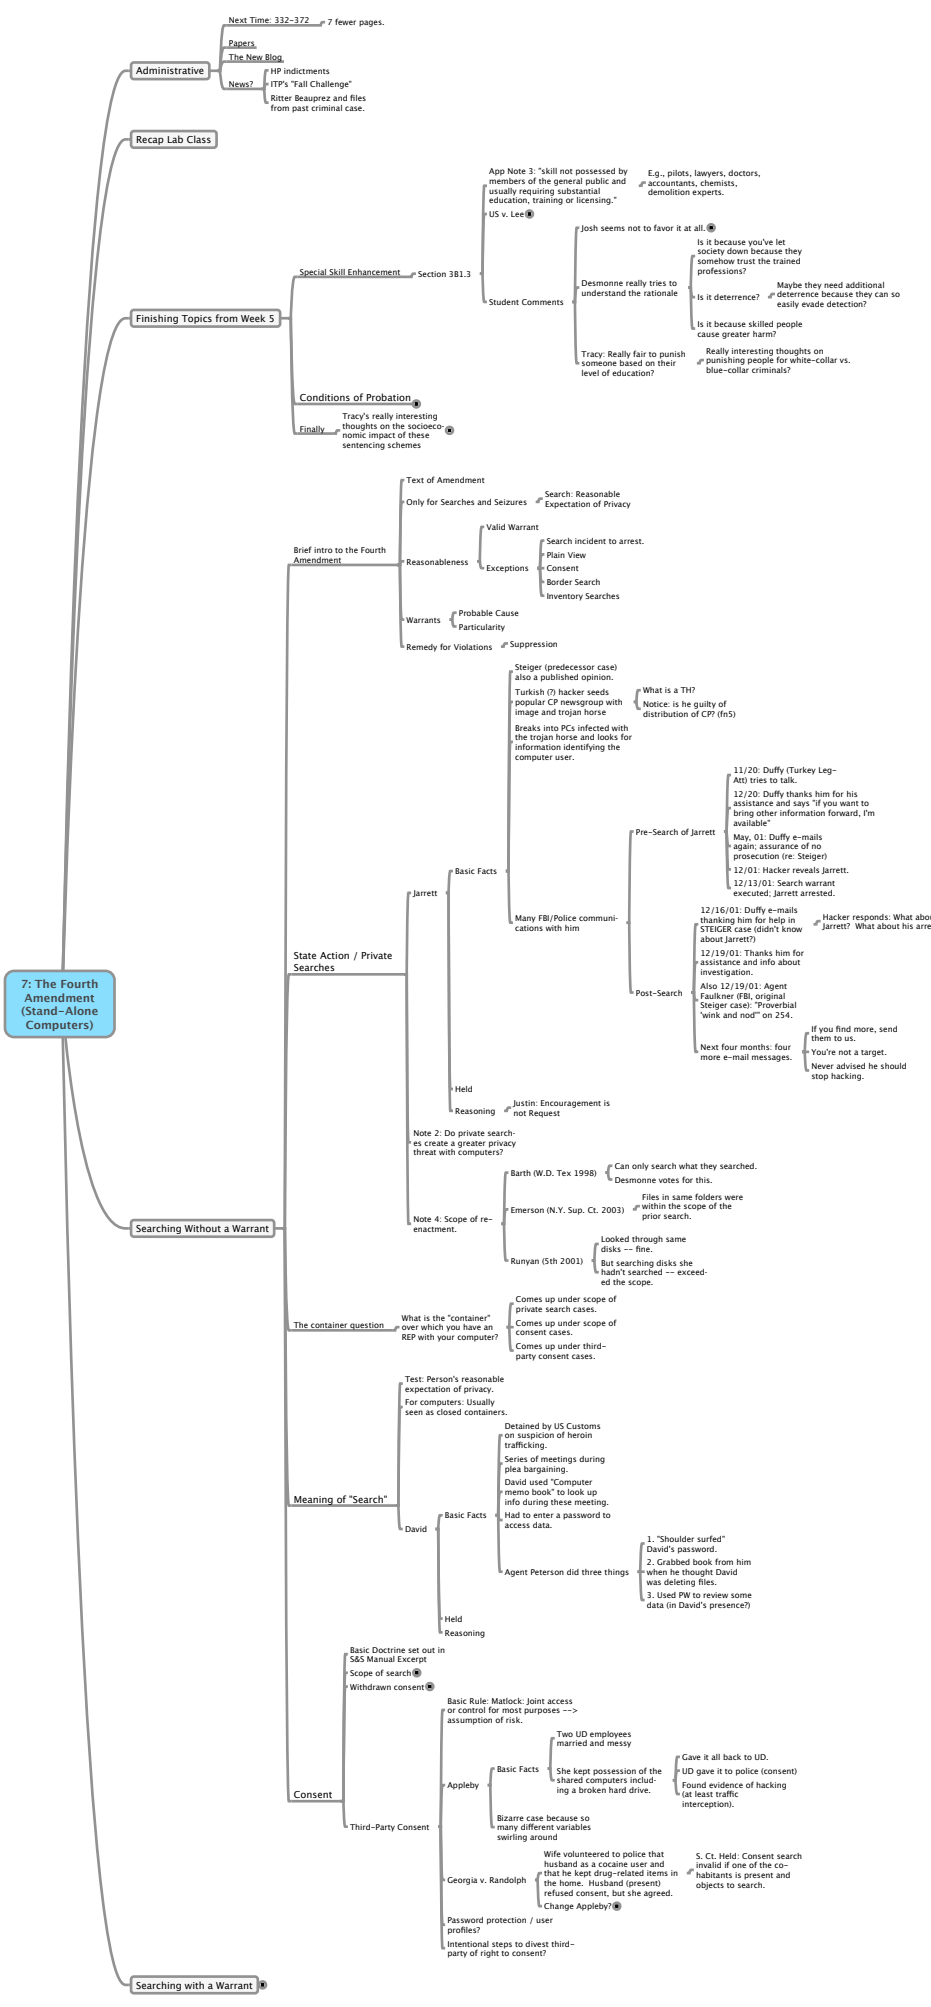 Next Time: 332-372
7 fewer pages.
Papers
The New Blog
Administrative
News?
HP indictments
ITP's "Fall Challenge"
Ritter Beauprez and files
from past criminal case.
Recap Lab Class
Finishing Topics from Week 5
Special Skill Enhancement
Section 3B1.3
App Note 3: "skill not possessed by
members of the general public and
usually requiring substantial
education, training or licensing."
E.g., pilots, lawyers, doctors,
accountants, chemists,
demolition experts.
US v. Lee
Student Comments
Josh seems not to favor it at all.
Desmonne really tries to
understand the rationale
Is it because you've let
society down because they
somehow trust the trained
professions?
Is it deterrence?
Maybe they need additional
deterrence because they can so
easily evade detection?
Is it because skilled people
cause greater harm?
Tracy: Really fair to punish
someone based on their
level of education?
Really interesting thoughts on
punishing people for white-collar vs.
blue-collar criminals?
Conditions of Probation
Finally
Tracy's really interesting
thoughts on the socioeco-
nomic impact of these
sentencing schemes
7: The Fourth
Amendment
(Stand-Alone
Computers)
Searching Without a Warrant
Brief intro to the Fourth
Amendment
Text of Amendment
Only for Searches and Seizures
Search: Reasonable
Expectation of Privacy
Reasonableness
Valid Warrant
Exceptions
Search incident to arrest.
Plain View
Consent
Border Search
Inventory Searches
Warrants
Probable Cause
Particularity
Remedy for Violations
Suppression
State Action / Private
Searches
Jarrett
Basic Facts
Steiger (predecessor case)
also a published opinion.
Turkish (?) hacker seeds
popular CP newsgroup with
image and trojan horse
What is a TH?
Notice: is he guilty of
distribution of CP? (fn5)
Breaks into PCs infected with
the trojan horse and looks for
information identifying the
computer user.
Many FBI/Police communi-
cations with him
Pre-Search of Jarrett
11/20: Duffy (Turkey Leg-
Att) tries to talk.
12/20: Duffy thanks him for his
assistance and says "if you want to
bring other information forward, I'm
available"
May, 01: Duffy e-mails
again; assurance of no
prosecution (re: Steiger)
12/01: Hacker reveals Jarrett.
12/13/01: Search warrant
executed; Jarrett arrested.
Post-Search
12/16/01: Duffy e-mails
thanking him for help in
STEIGER case (didn't know
about Jarrett?)
Hacker responds: What abou
Jarrett? What about his arre
12/19/01: Thanks him for
assistance and info about
investigation.
Also 12/19/01: Agent
Faulkner (FBI, original
Steiger case): "Proverbial
'wink and nod'" on 254.
Next four months: four
more e-mail messages.
If you find more, send
them to us.
You're not a target.
Never advised he should
stop hacking.
Held
Reasoning
Justin: Encouragement is
not Request
Note 2: Do private search-
es create a greater privacy
threat with computers?
Note 4: Scope of re-
enactment.
Barth (W.D. Tex 1998)
Can only search what they searched.
Desmonne votes for this.
Emerson (N.Y. Sup. Ct. 2003)
Files in same folders were
within the scope of the
prior search.
Runyan (5th 2001)
Looked through same
disks -- fine.
But searching disks she
hadn't searched -- exceed-
ed the scope.
The container question
What is the "container"
over which you have an
REP with your computer?
Comes up under scope of
private search cases.
Comes up under scope of
consent cases.
Comes up under third-
party consent cases.
Meaning of "Search"
Test: Person's reasonable
expectation of privacy.
For computers: Usually
seen as closed containers.
David
Basic Facts
Detained by US Customs
on suspicion of heroin
trafficking.
Series of meetings during
plea bargaining.
David used "Computer
memo book" to look up
info during these meeting.
Had to enter a password to
access data.
Agent Peterson did three things
1. "Shoulder surfed"
David's password.
2. Grabbed book from him
when he thought David
was deleting files.
3. Used PW to review some
data (in David's presence?)
Held
Reasoning
Consent
Basic Doctrine set out in
S&S Manual Excerpt
Scope of search
Withdrawn consent
Third-Party Consent
Basic Rule: Matlock: Joint access
or control for most purposes -->
assumption of risk.
Appleby
Basic Facts
Two UD employees
married and messy
She kept possession of the
shared computers includ-
ing a broken hard drive.
Gave it all back to UD.
UD gave it to police (consent)
Found evidence of hacking
(at least traffic
interception).
Bizarre case because so
many different variables
swirling around
Georgia v. Randolph
Wife volunteered to police that
husband as a cocaine user and
that he kept drug-related items in
the home. Husband (present)
refused consent, but she agreed.
S. Ct. Held: Consent search
invalid if one of the co-
habitants is present and
objects to search.
Change Appleby?
Password protection / user
profiles?
Intentional steps to divest third-
party of right to consent?
Searching with a Warrant